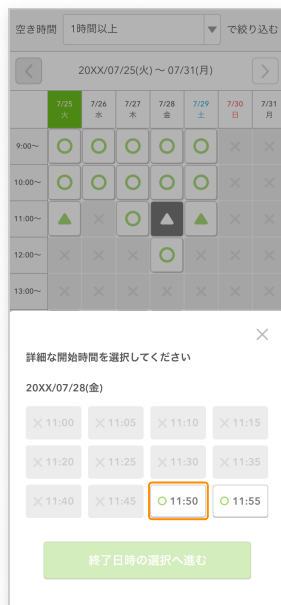 空き時間 1時間以上 ▼ で絞り込む
< 20XX/07/25(火) ~ 07/31(月) >
7/25 7/26 7/27 7/28 7/29 7/30 7/31
火 水 木 金 土 日 月
9:00~ ○ ○ ○ ○ ○ × ×
10:00~ ○ ○ ○ ○ ○ × ×
11:00~ ▲ × ○ ▲ ▲ × ×
12:00~ × × × ○ × × ×
13:00~ × × × × × × ×
×
詳細な開始時間を選択してください
20XX/07/28(金)
× 11:00 × 11:05 × 11:10 × 11:15
× 11:20 × 11:25 × 11:30 × 11:35
× 11:40 × 11:45 ○ 11:50 ○ 11:55
終了日時の選択へ進む